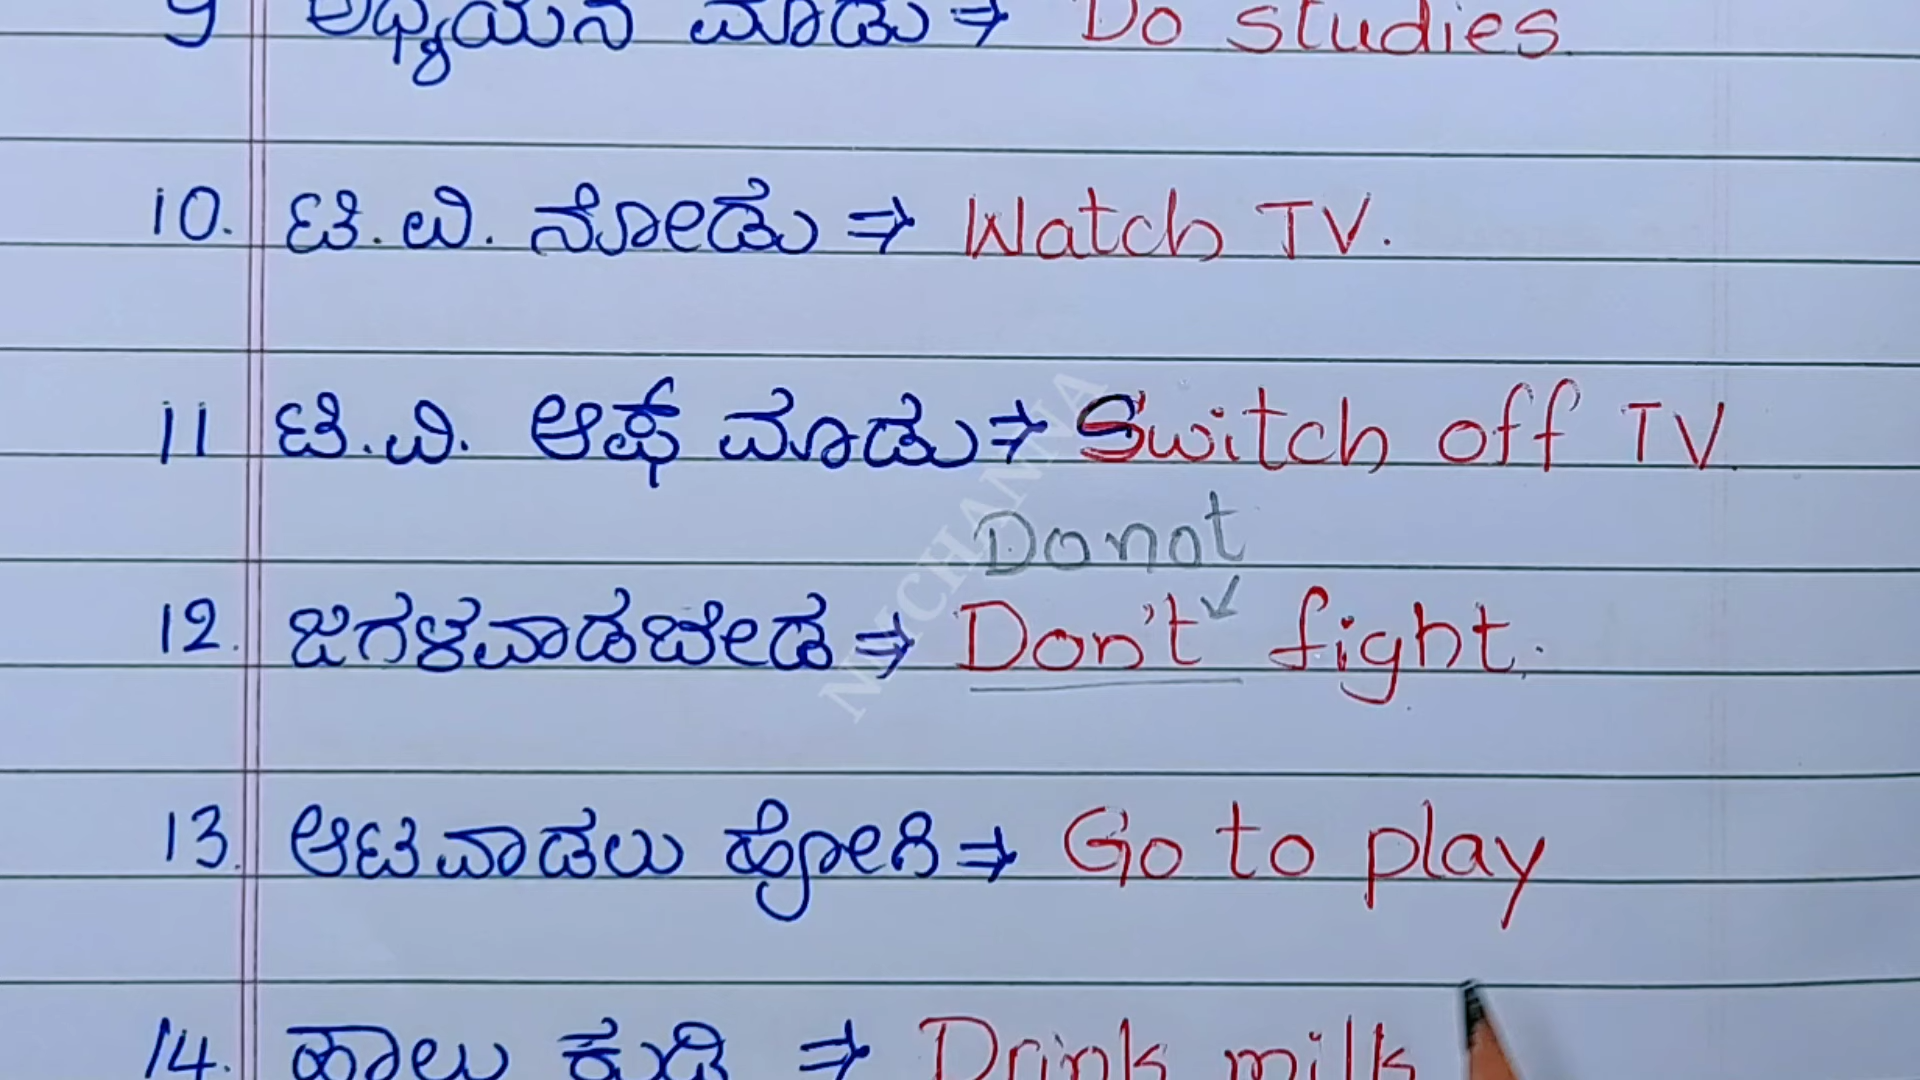 9 ಅಧ್ಯಯನ ಮಾಡು ⇒ Do studies
10. ಟಿ.ವಿ. ನೋಡು ⇒ Watch TV.
11 ಟಿ.ವಿ. ಆಫ್ ಮಾಡು ⇒ Switch off TV.
Do not
12. ಜಗಳವಾಡಬೇಡ ⇒ Don't fight.
13. ಆಟವಾಡಲು ಹೋಗಿ ⇒ Go to play
14. ಹಾಲು ಕುಡಿ ⇒ Drink milk